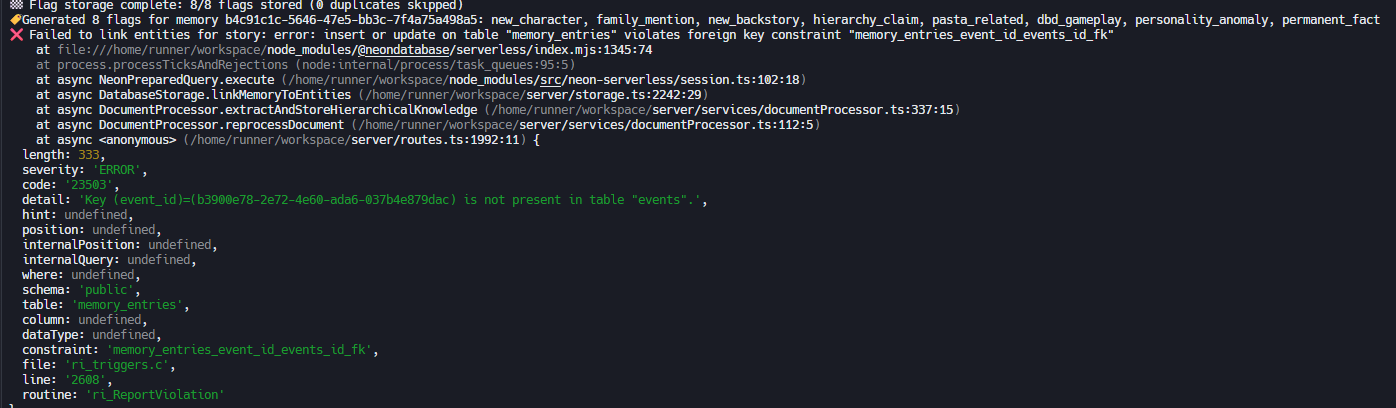 🏁 Flag storage complete: 8/8 flags stored (0 duplicates skipped)
🏷️Generated 8 flags for memory b4c91c1c-5646-47e5-bb3c-7f4a75a498a5: new_character, family_mention, new_backstory, hierarchy_claim, pasta_related, dbd_gameplay, personality_anomaly, permanent_fact
❌ Failed to link entities for story: error: insert or update on table "memory_entries" violates foreign key constraint "memory_entries_event_id_events_id_fk"
    at file:///home/runner/workspace/node_modules/@neondatabase/serverless/index.mjs:1345:74
    at process.processTicksAndRejections (node:internal/process/task_queues:95:5)
    at async NeonPreparedQuery.execute (/home/runner/workspace/node_modules/src/neon-serverless/session.ts:102:18)
    at async DatabaseStorage.linkMemoryToEntities (/home/runner/workspace/server/storage.ts:2242:29)
    at async DocumentProcessor.extractAndStoreHierarchicalKnowledge (/home/runner/workspace/server/services/documentProcessor.ts:337:15)
    at async DocumentProcessor.reprocessDocument (/home/runner/workspace/server/services/documentProcessor.ts:112:5)
    at async <anonymous> (/home/runner/workspace/server/routes.ts:1992:11) {
  length: 333,
  severity: 'ERROR',
  code: '23503',
  detail: 'Key (event_id)=(b3900e78-2e72-4e60-ada6-037b4e879dac) is not present in table "events".',
  hint: undefined,
  position: undefined,
  internalPosition: undefined,
  internalQuery: undefined,
  where: undefined,
  schema: 'public',
  table: 'memory_entries',
  column: undefined,
  dataType: undefined,
  constraint: 'memory_entries_event_id_events_id_fk',
  file: 'ri_triggers.c',
  line: '2608',
  routine: 'ri_ReportViolation'
}